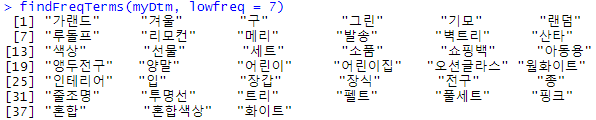 > findFreqTerms(myDtm, lowfreq = 7)
[1] "가랜드" "겨울" "구" "그린" "기모" "랜덤"
[7] "루돌프" "리모컨" "메리" "발송" "벽트리" "산타"
[13] "색상" "선물" "세트" "소품" "쇼핑백" "아동용"
[19] "앵두전구" "양말" "어린이" "어린이집" "오션글라스" "월화이트"
[25] "인테리어" "입" "장갑" "장식" "전구" "종"
[31] "줄조명" "투명선" "트리" "펠트" "풀세트" "핑크"
[37] "혼합" "혼합색상" "화이트"